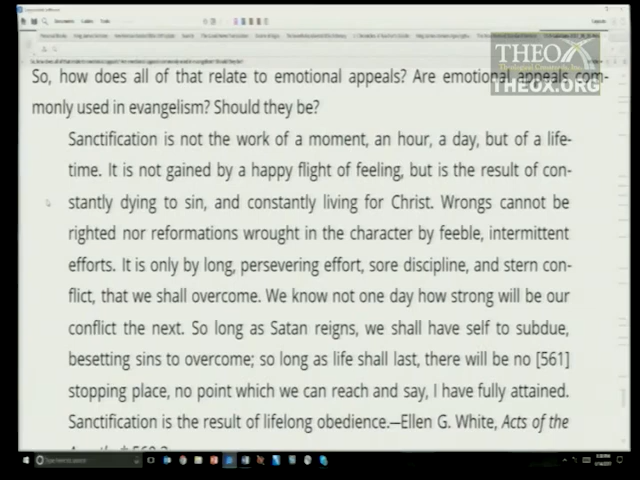 THEOX
THEOX.ORG
So, how does all of that relate to emotional appeals? Are emotional appeals com-
monly used in evangelism? Should they be?
Sanctification is not the work of a moment, an hour, a day, but of a life-
time. It is not gained by a happy flight of feeling, but is the result of con-
stantly dying to sin, and constantly living for Christ. Wrongs cannot be
righted nor reformations wrought in the character by feeble, intermittent
efforts. It is only by long, persevering effort, sore discipline, and stern con-
flict, that we shall overcome. We know not one day how strong will be our
conflict the next. So long as Satan reigns, we shall have self to subdue,
besetting sins to overcome; so long as life shall last, there will be no [561]
stopping place, no point which we can reach and say, I have fully attained.
Sanctification is the result of lifelong obedience.—Ellen G. White, Acts of the